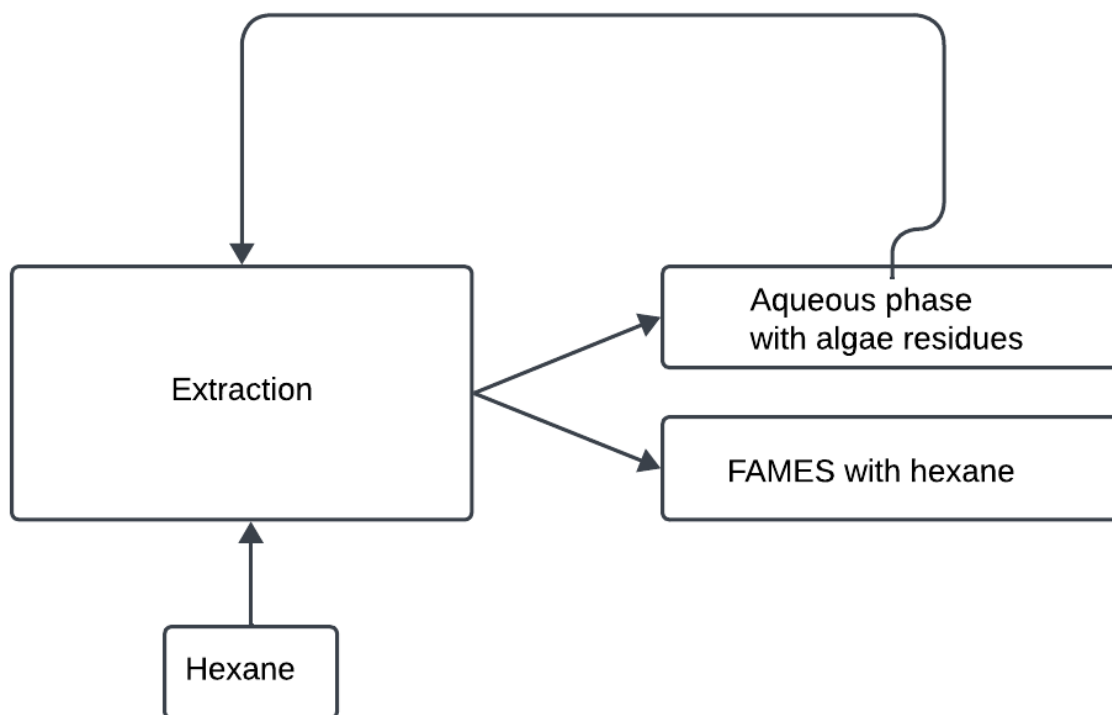 Aqueous phase
with algae residues
Extraction
FAMES with hexane
Hexane